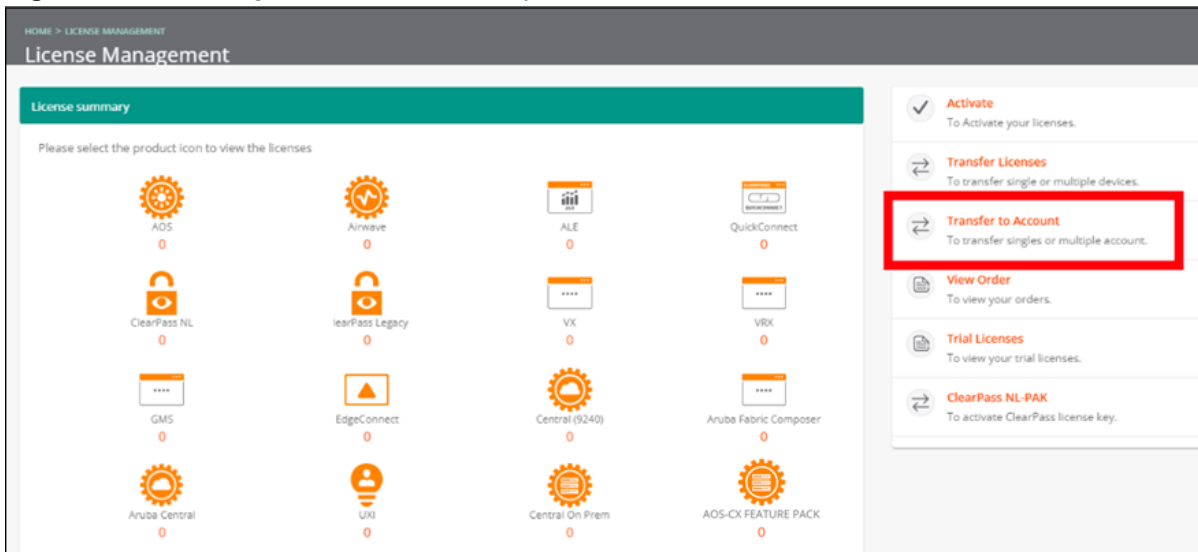 HOME > LICENSE MANAGEMENT
License Management
License summary
Please select the product icon to view the licenses
AOS
0
Airwave
0
ALE
0
QuickConnect
0
ClearPass NL
0
learPass Legacy
0
VX
0
VRX
0
GMS
0
EdgeConnect
0
Central (9240)
0
Aruba Fabric Composer
0
Aruba Central
0
UXI
0
Central On Prem
0
AOS-CX FEATURE PACK
0
Activate
To Activate your licenses.
Transfer Licenses
To transfer single or multiple devices.
Transfer to Account
To transfer singles or multiple account.
View Order
To view your orders.
Trial Licenses
To view your trial licenses.
ClearPass NL-PAK
To activate ClearPass license key.